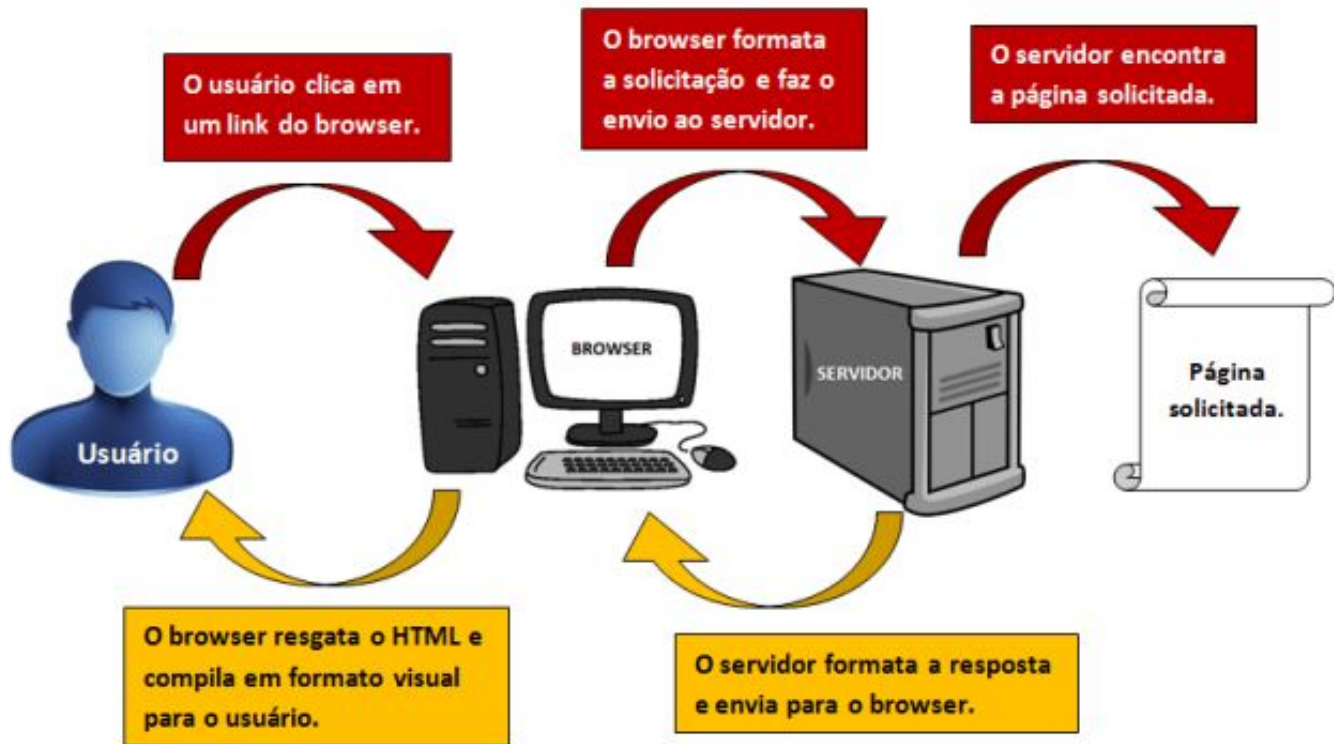 O usuário clica em
um link do browser.
O browser formata
a solicitação e faz o
envio ao servidor.
O servidor encontra
a página solicitada.
Usuário
BROWSER
SERVIDOR
Página
solicitada.
O browser resgata o HTML e
compila em formato visual
para o usuário.
O servidor formata a resposta
e envia para o browser.